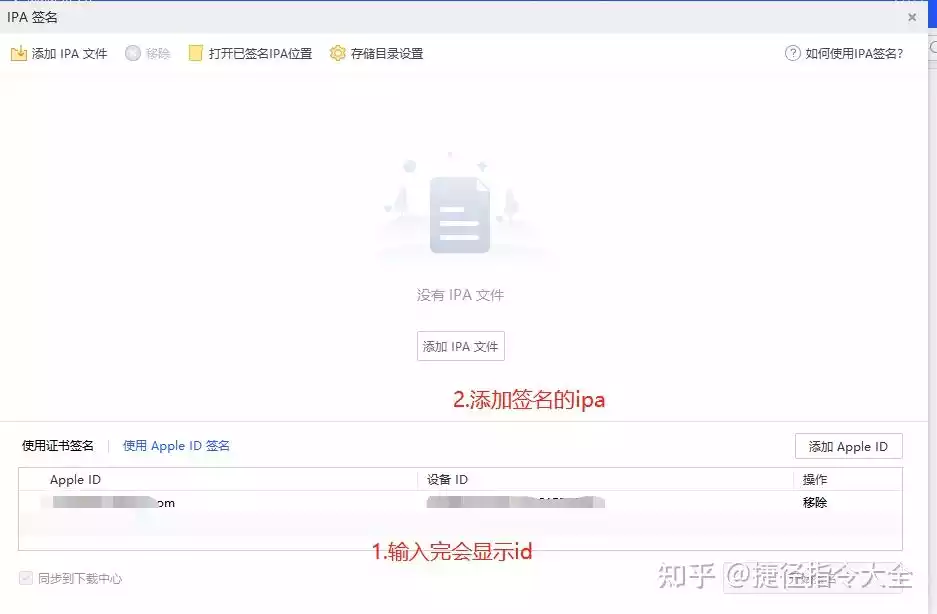 IPA 签名
添加 IPA 文件 移除 打开已签名IPA位置 存储目录设置 如何使用IPA签名?
没有 IPA 文件
添加 IPA 文件
2.添加签名的ipa
使用证书签名 使用 Apple ID 签名 添加 Apple ID
Apple ID 设备 ID 操作
om 移除
1.输入完会显示id
同步到下载中心
知乎 @捷径指令大全